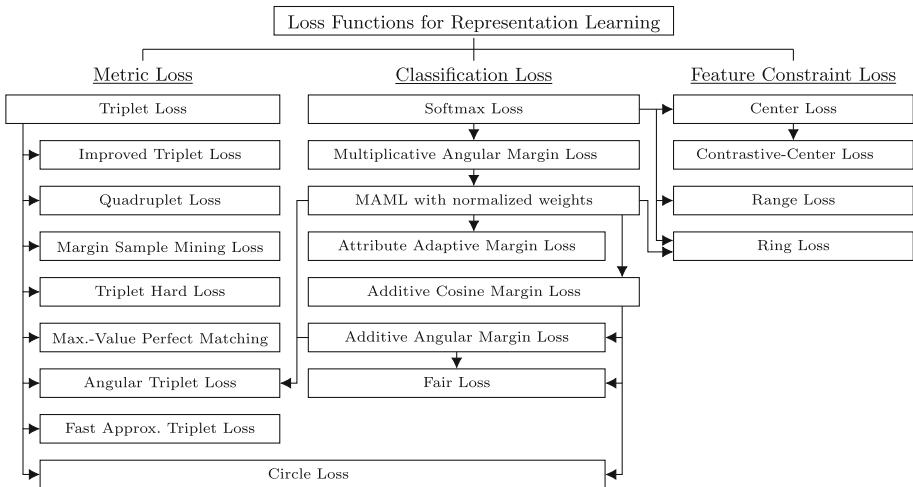 Loss Functions for Representation Learning
Metric Loss
Triplet Loss
Improved Triplet Loss
Quadruplet Loss
Margin Sample Mining Loss
Triplet Hard Loss
Max.-Value Perfect Matching
Angular Triplet Loss
Fast Approx. Triplet Loss
Circle Loss
Classification Loss
Softmax Loss
Multiplicative Angular Margin Loss
MAML with normalized weights
Attribute Adaptive Margin Loss
Additive Cosine Margin Loss
Additive Angular Margin Loss
Fair Loss
Feature Constraint Loss
Center Loss
Contrastive-Center Loss
Range Loss
Ring Loss